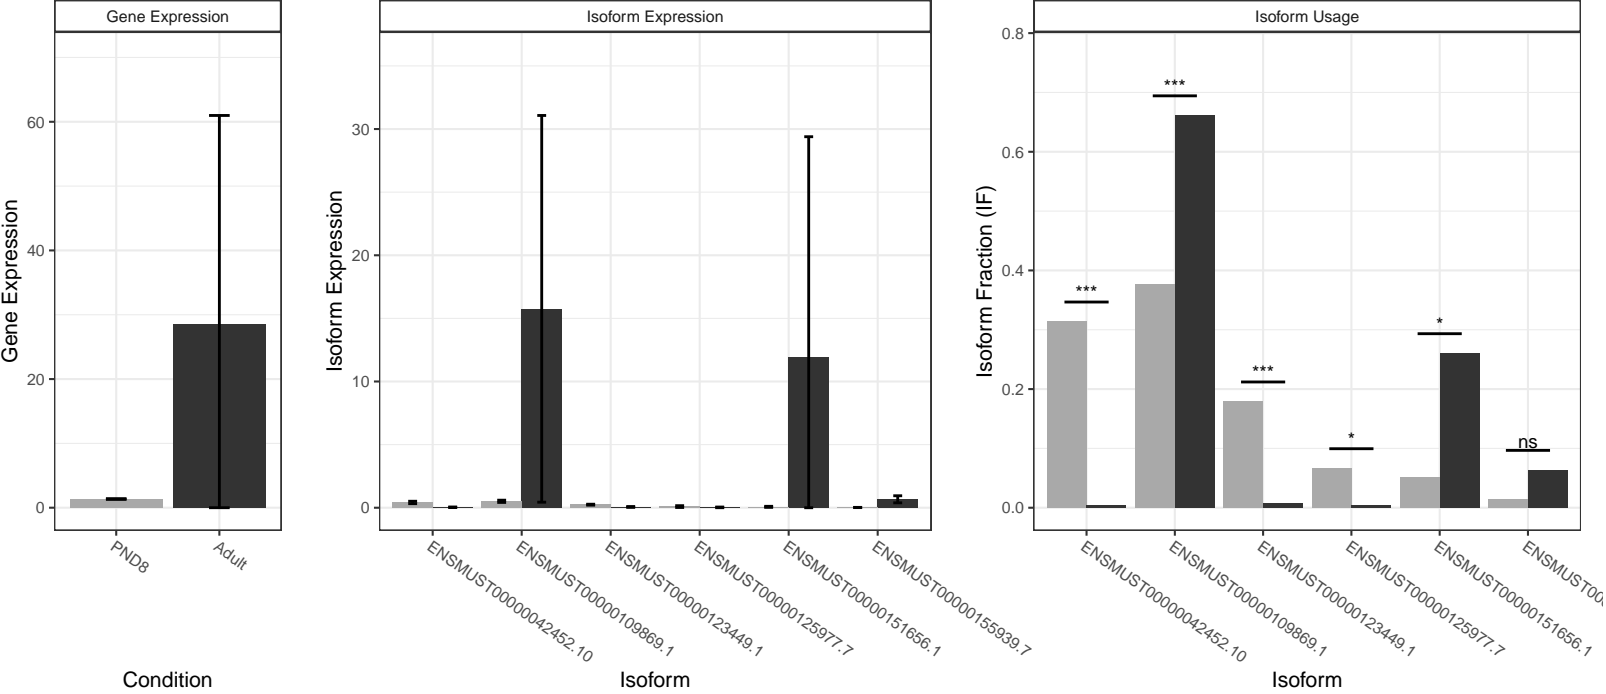 Gene Expression
Isoform Expression
Isoform Usage
Gene Expression
60
40
20
0
PND8
Adult
Condition
Isoform Expression
30
20
10
0
ENSMUST00000042452.10
ENSMUST00000109869.1
ENSMUST00000123449.1
ENSMUST00000125977.7
ENSMUST00000151656.1
ENSMUST00000155939.7
Isoform
Isoform Fraction (IF)
0.8
0.6
0.4
0.2
0.0
***
***
***
*
*
ns
ENSMUST00000042452.10
ENSMUST00000109869.1
ENSMUST00000123449.1
ENSMUST00000125977.7
ENSMUST00000151656.1
Isoform